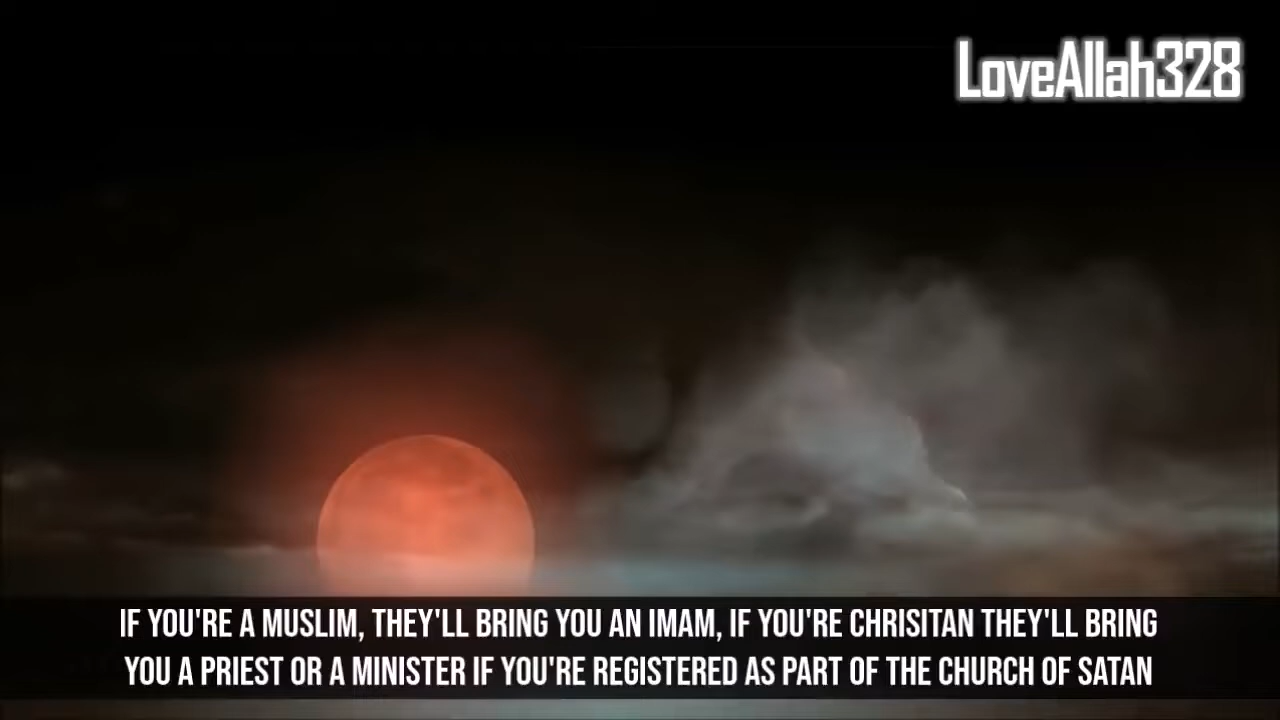 LoveAllah328
IF YOU'RE A MUSLIM, THEY'LL BRING YOU AN IMAM, IF YOU'RE CHRISITAN THEY'LL BRING
YOU A PRIEST OR A MINISTER IF YOU'RE REGISTERED AS PART OF THE CHURCH OF SATAN